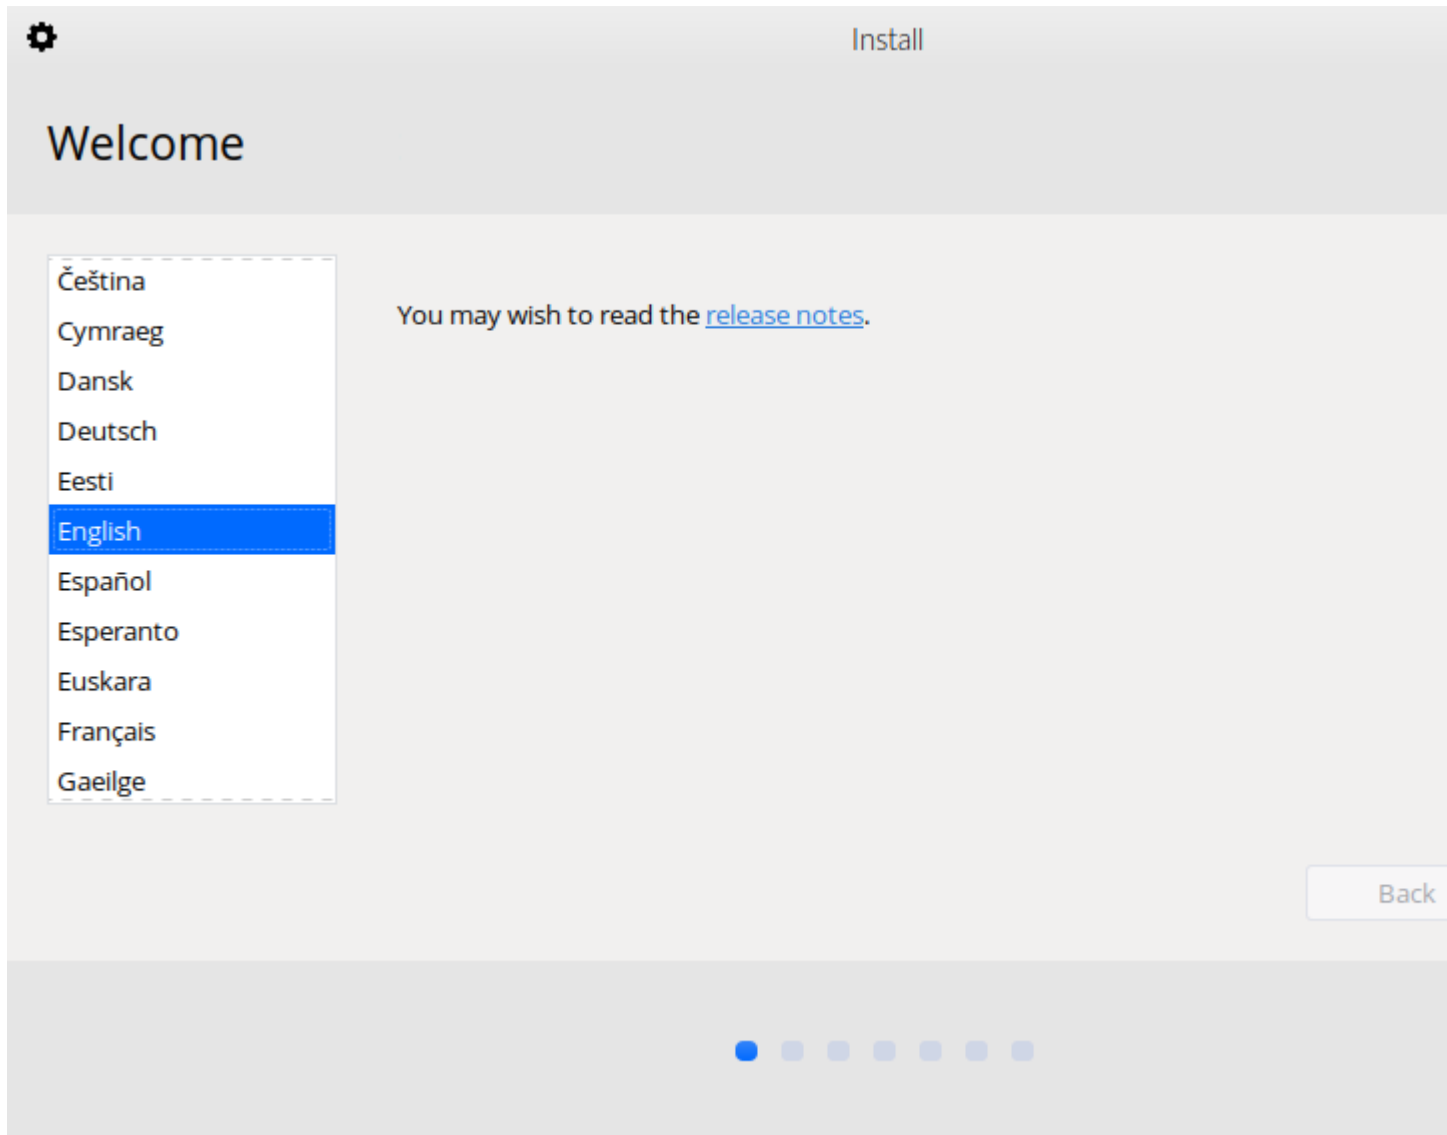 Install
Welcome
Čeština
Cymraeg
Dansk
Deutsch
Eesti
English
Español
Esperanto
Euskara
Français
Gaeilge
You may wish to read the release notes.
Back